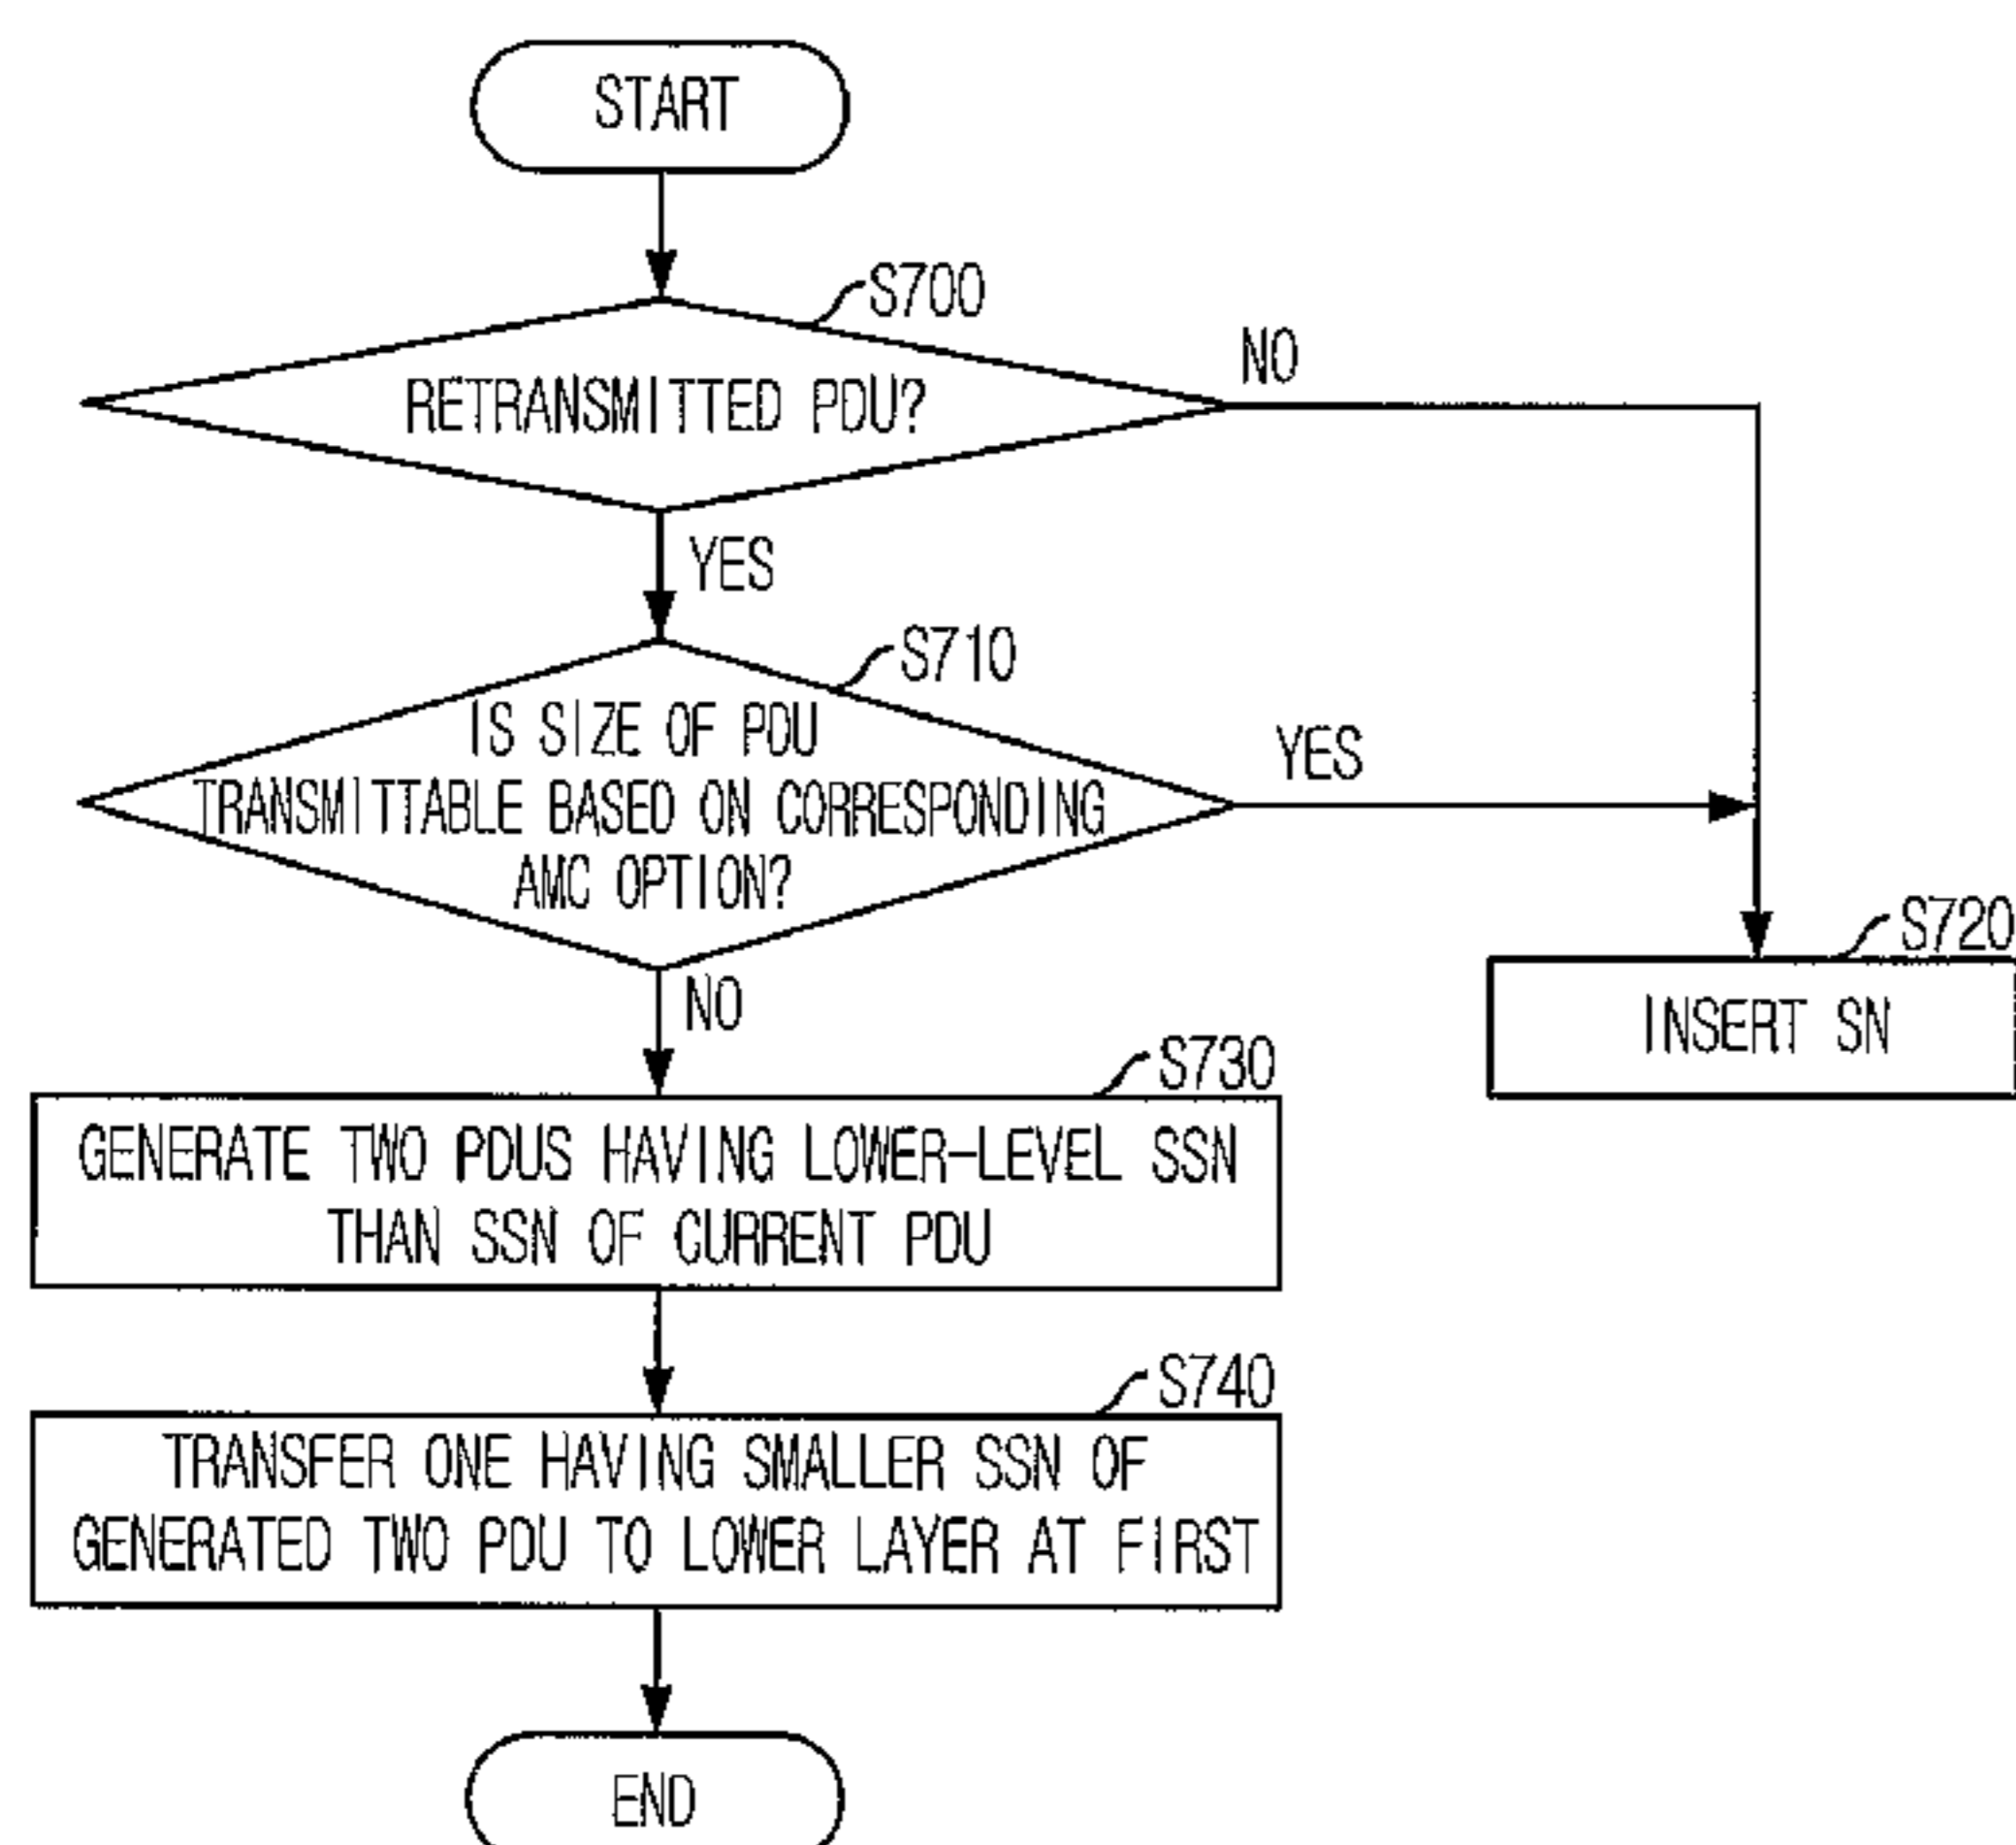 START
S700
RETRANSMITTED PDU?
NO
YES
S710
IS SIZE OF PDU
TRANSMITTABLE BASED ON CORRESPONDING
AMC OPTION?
YES
NO
S720
INSERT SN
S730
GENERATE TWO PDUS HAVING LOWER-LEVEL SSN
THAN SSN OF CURRENT PDU
S740
TRANSFER ONE HAVING SMALLER SSN OF
GENERATED TWO PDU TO LOWER LAYER AT FIRST
END